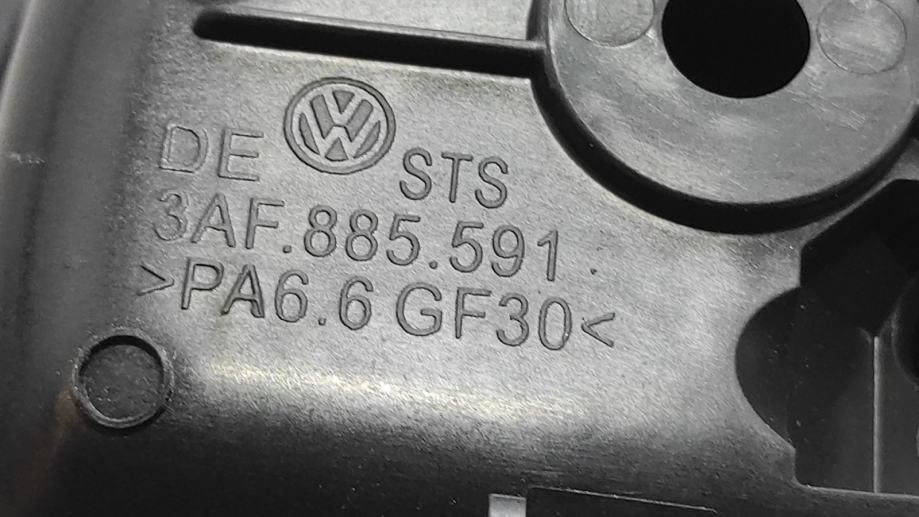 DE STS
3AF.885.591.
>PA6.6 GF30<